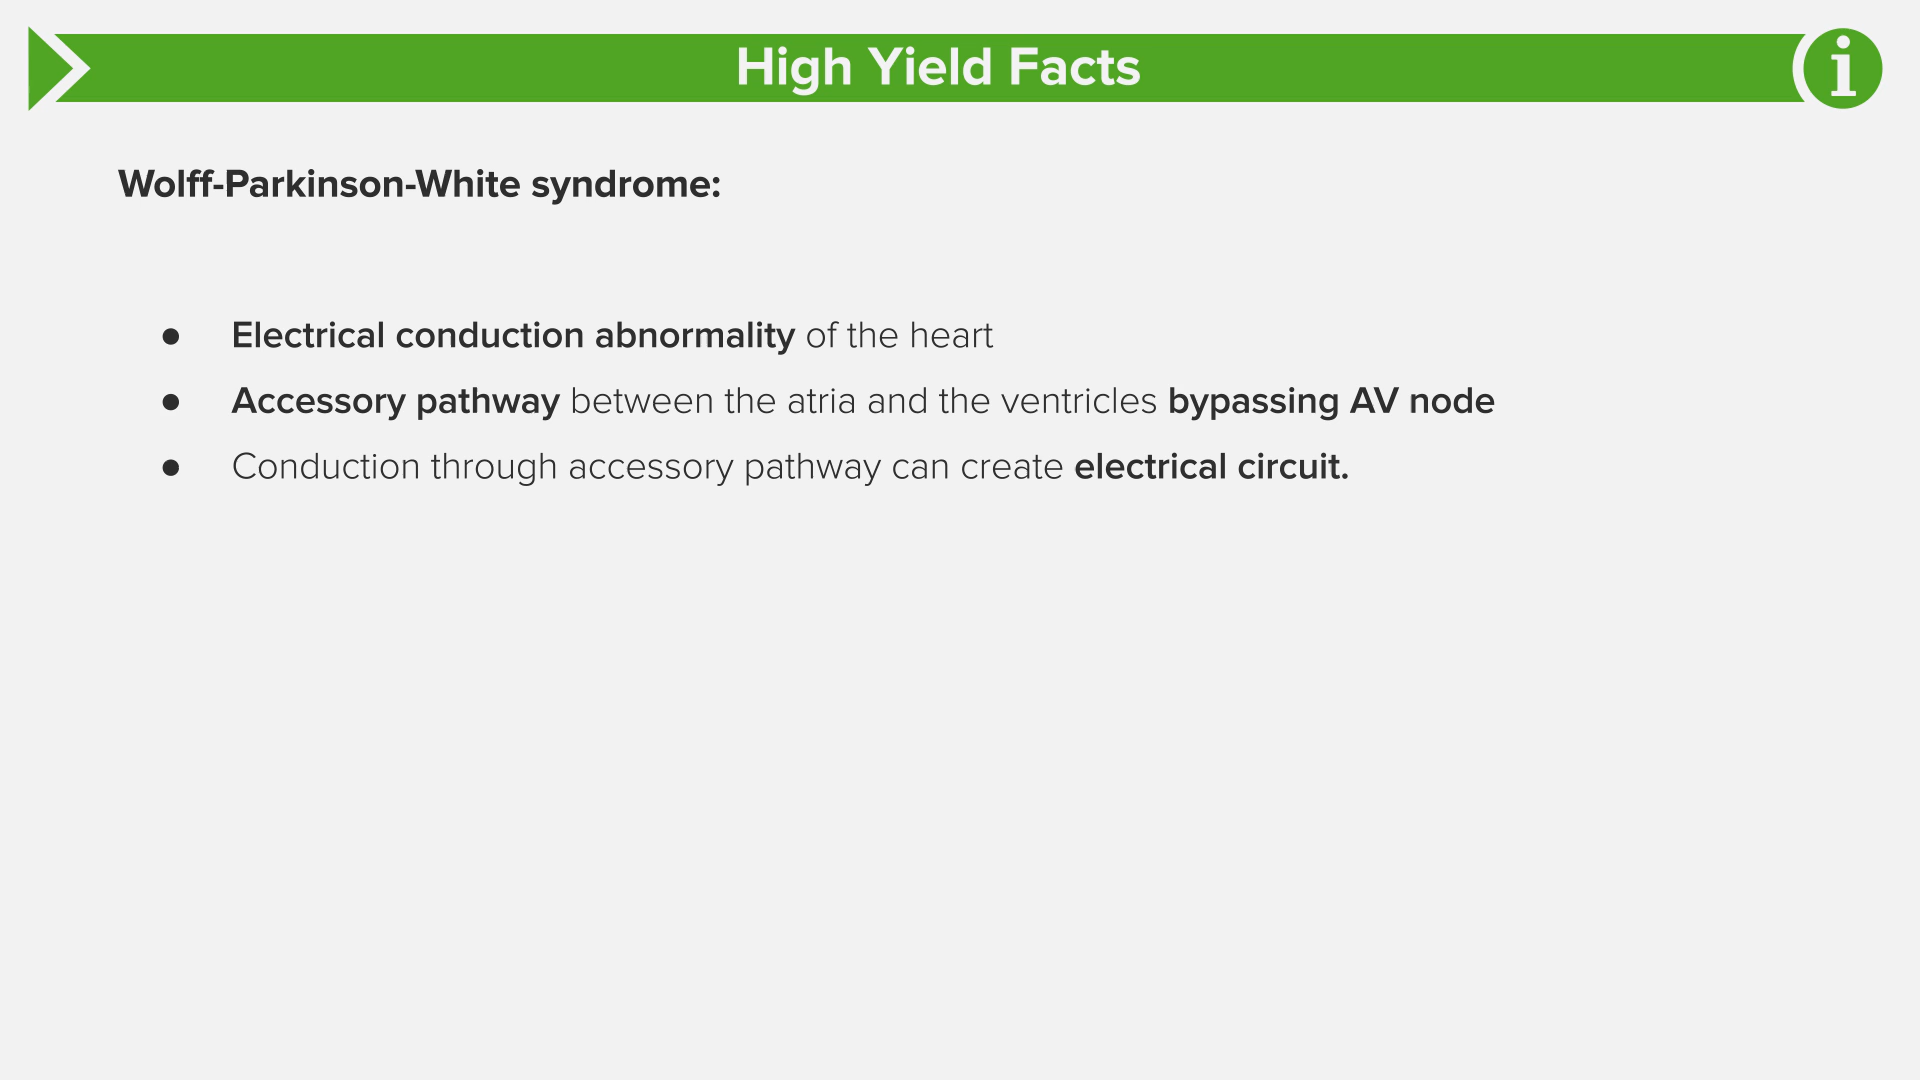 High Yield Facts
Wolff-Parkinson-White syndrome:
● Electrical conduction abnormality of the heart
● Accessory pathway between the atria and the ventricles bypassing AV node
● Conduction through accessory pathway can create electrical circuit.